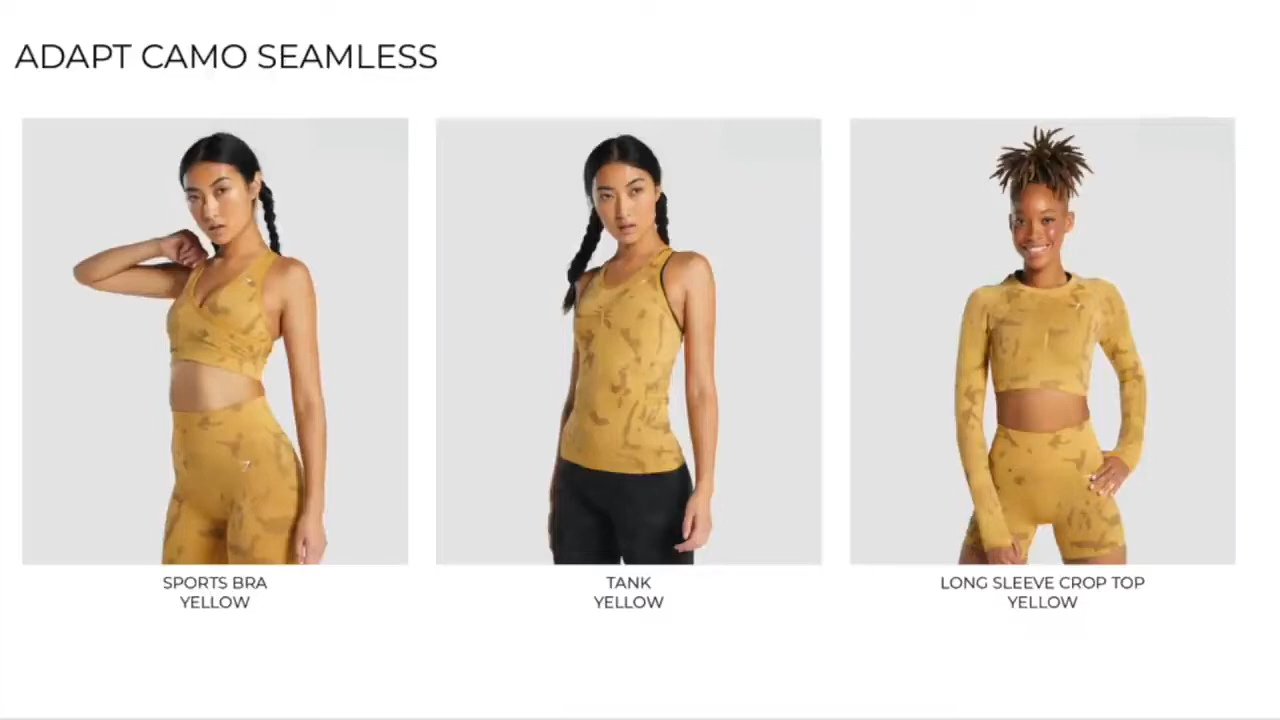 ADAPT CAMO SEAMLESS
SPORTS BRA
YELLOW
TANK
YELLOW
LONG SLEEVE CROP TOP
YELLOW